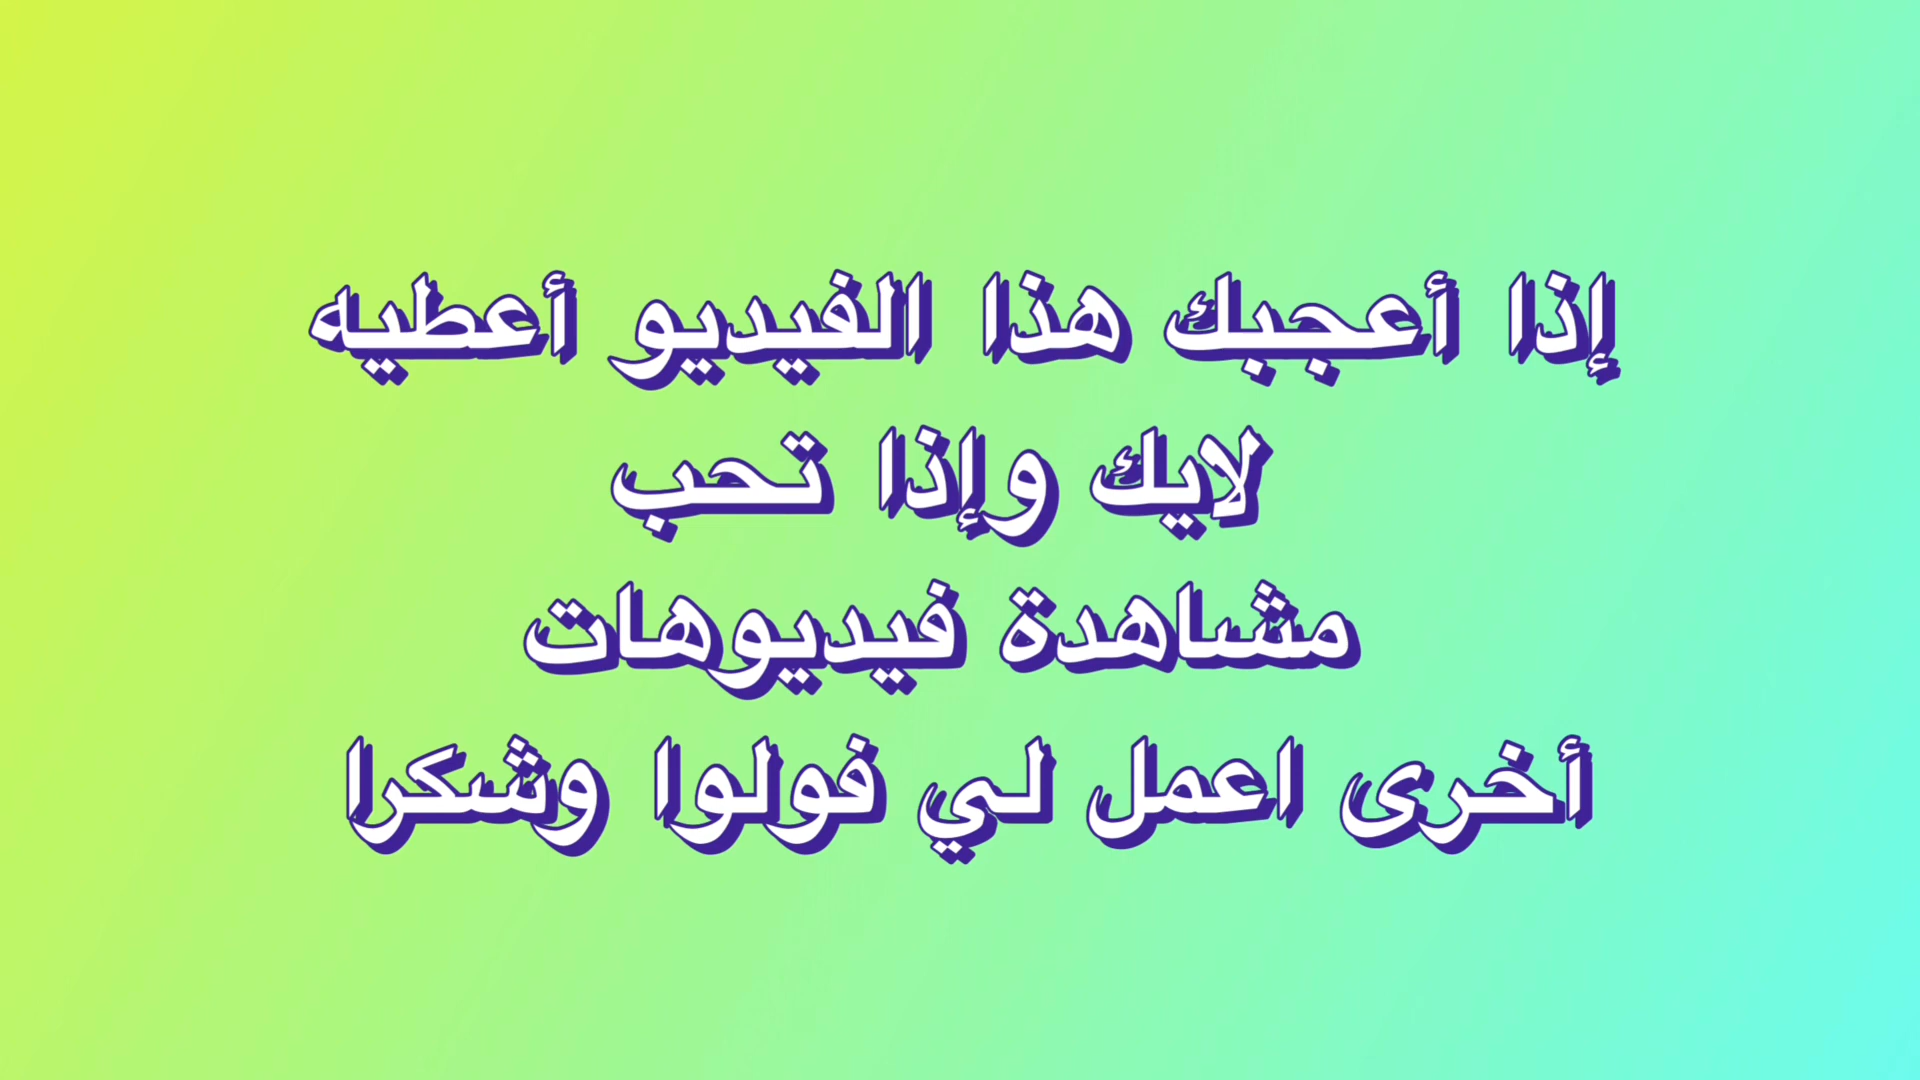 إذا أعجبك هذا الفيديو أعطيه
لايك وإذا تحب
مشاهدة فيديوهات
أخرى اعمل لي فولوا وشكرا